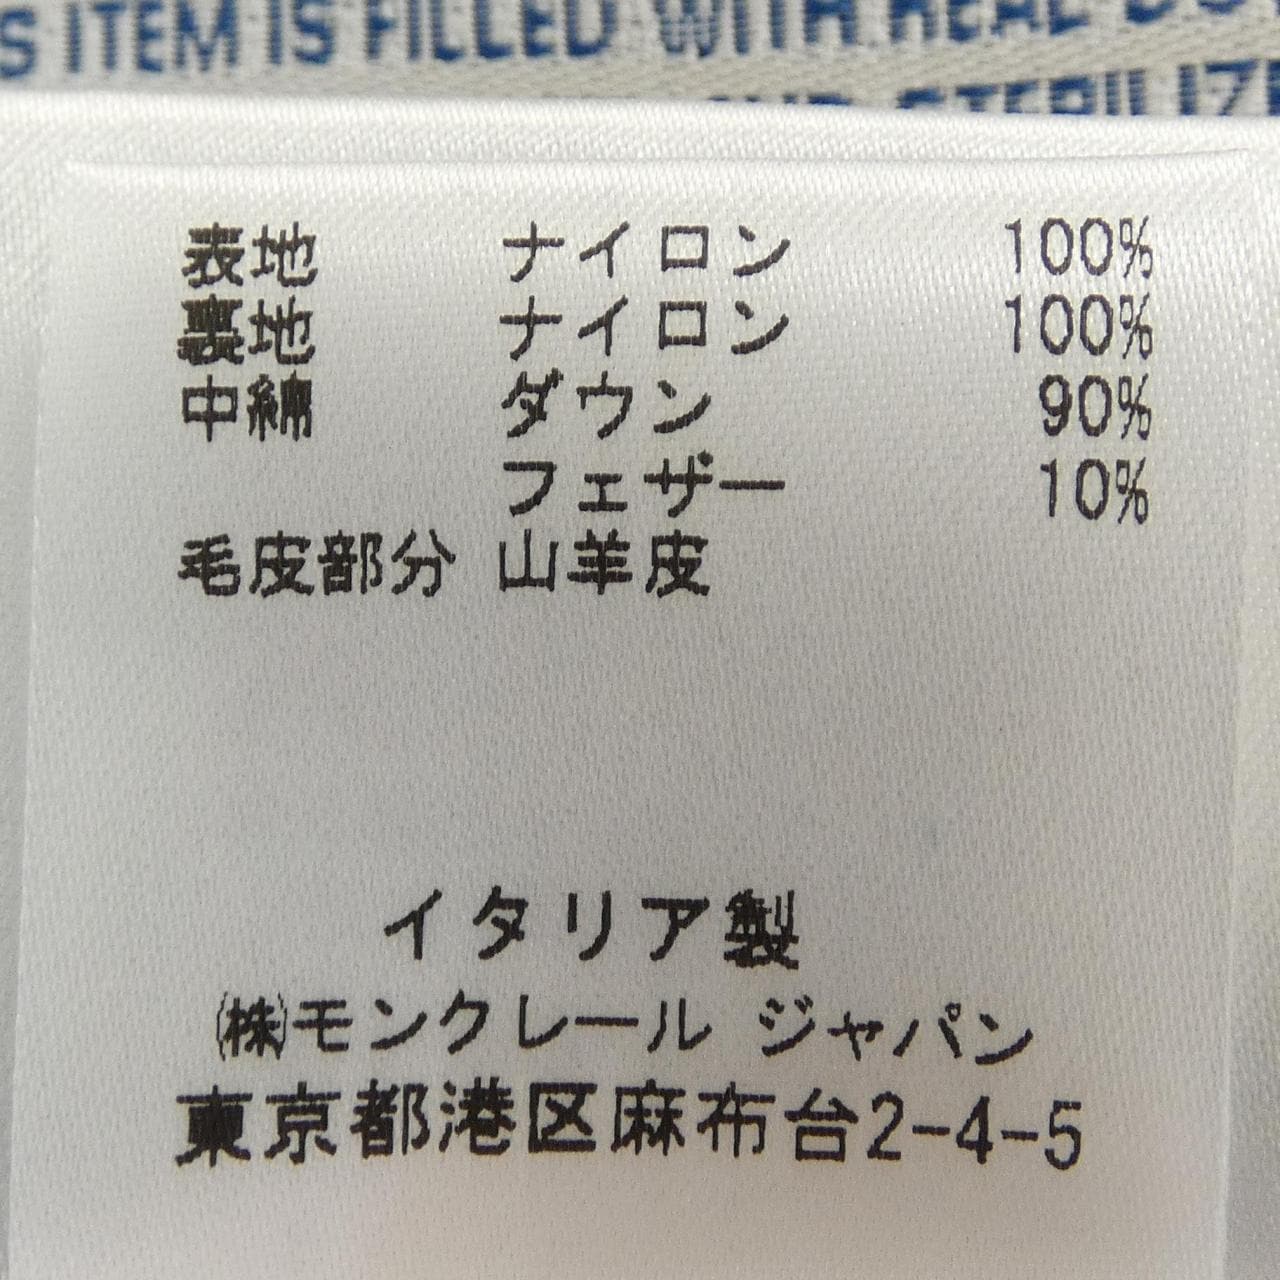 S ITEM IS FILLED WITH REAL
STERILIZE
表地 ナイロン 100%
裏地 ナイロン 100%
中綿 ダウン 90%
フェザー 10%
毛皮部分 山羊皮
イタリア製
㈱モンクレール ジャパン
東京都港区麻布台2-4-5